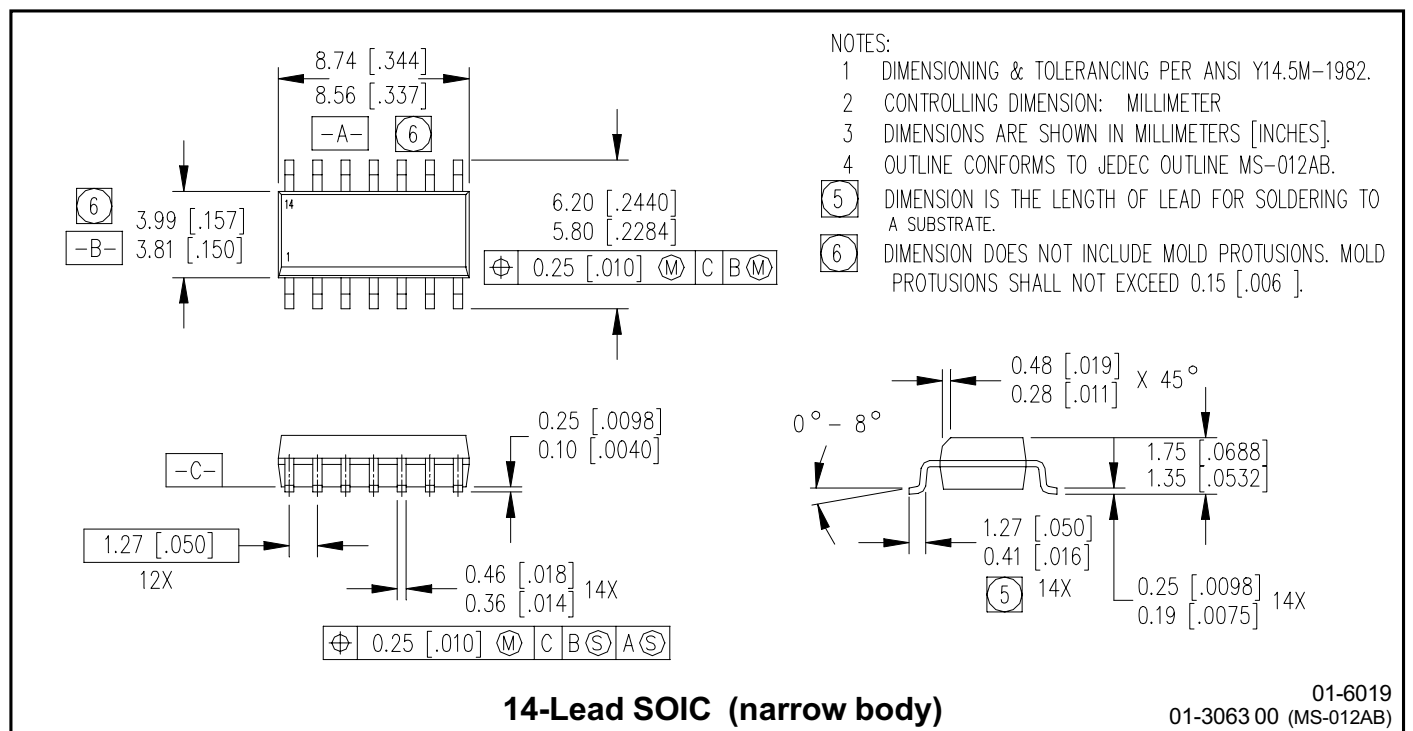 8.74 [.344]
8.56 [.337]
-A- 6
6
3.99 [.157]
-B- 3.81 [.150]
14
1
6.20 [.2440]
5.80 [.2284]
⌖ 0.25 [.010] Ⓜ C B Ⓜ
NOTES:
1 DIMENSIONING & TOLERANCING PER ANSI Y14.5M-1982.
2 CONTROLLING DIMENSION: MILLIMETER
3 DIMENSIONS ARE SHOWN IN MILLIMETERS [INCHES].
4 OUTLINE CONFORMS TO JEDEC OUTLINE MS-012AB.
5 DIMENSION IS THE LENGTH OF LEAD FOR SOLDERING TO
A SUBSTRATE.
6 DIMENSION DOES NOT INCLUDE MOLD PROTUSIONS. MOLD
PROTUSIONS SHALL NOT EXCEED 0.15 [.006 ].
-C-
0.25 [.0098]
0.10 [.0040]
1.27 [.050]
12X
0.46 [.018]
0.36 [.014] 14X
⌖ 0.25 [.010] Ⓜ C B Ⓢ A Ⓢ
0.48 [.019]
0.28 [.011] X 45°
0° - 8°
1.75 [.0688]
1.35 [.0532]
1.27 [.050]
0.41 [.016]
5 14X
0.25 [.0098]
0.19 [.0075] 14X
14-Lead SOIC (narrow body)
01-6019
01-3063 00 (MS-012AB)